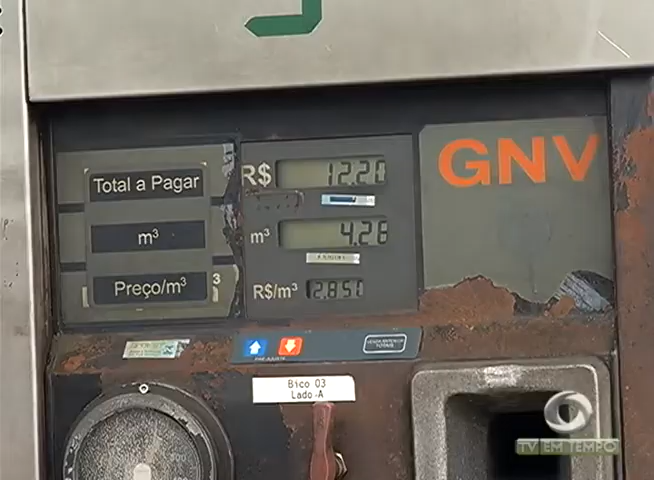 GNV
Total a Pagar
R$ 12.20
m³
m³ 4.28
Preço/m³
3
R$/m³ 2.850
Bico 03
Lado-A
TV EM TEMPO